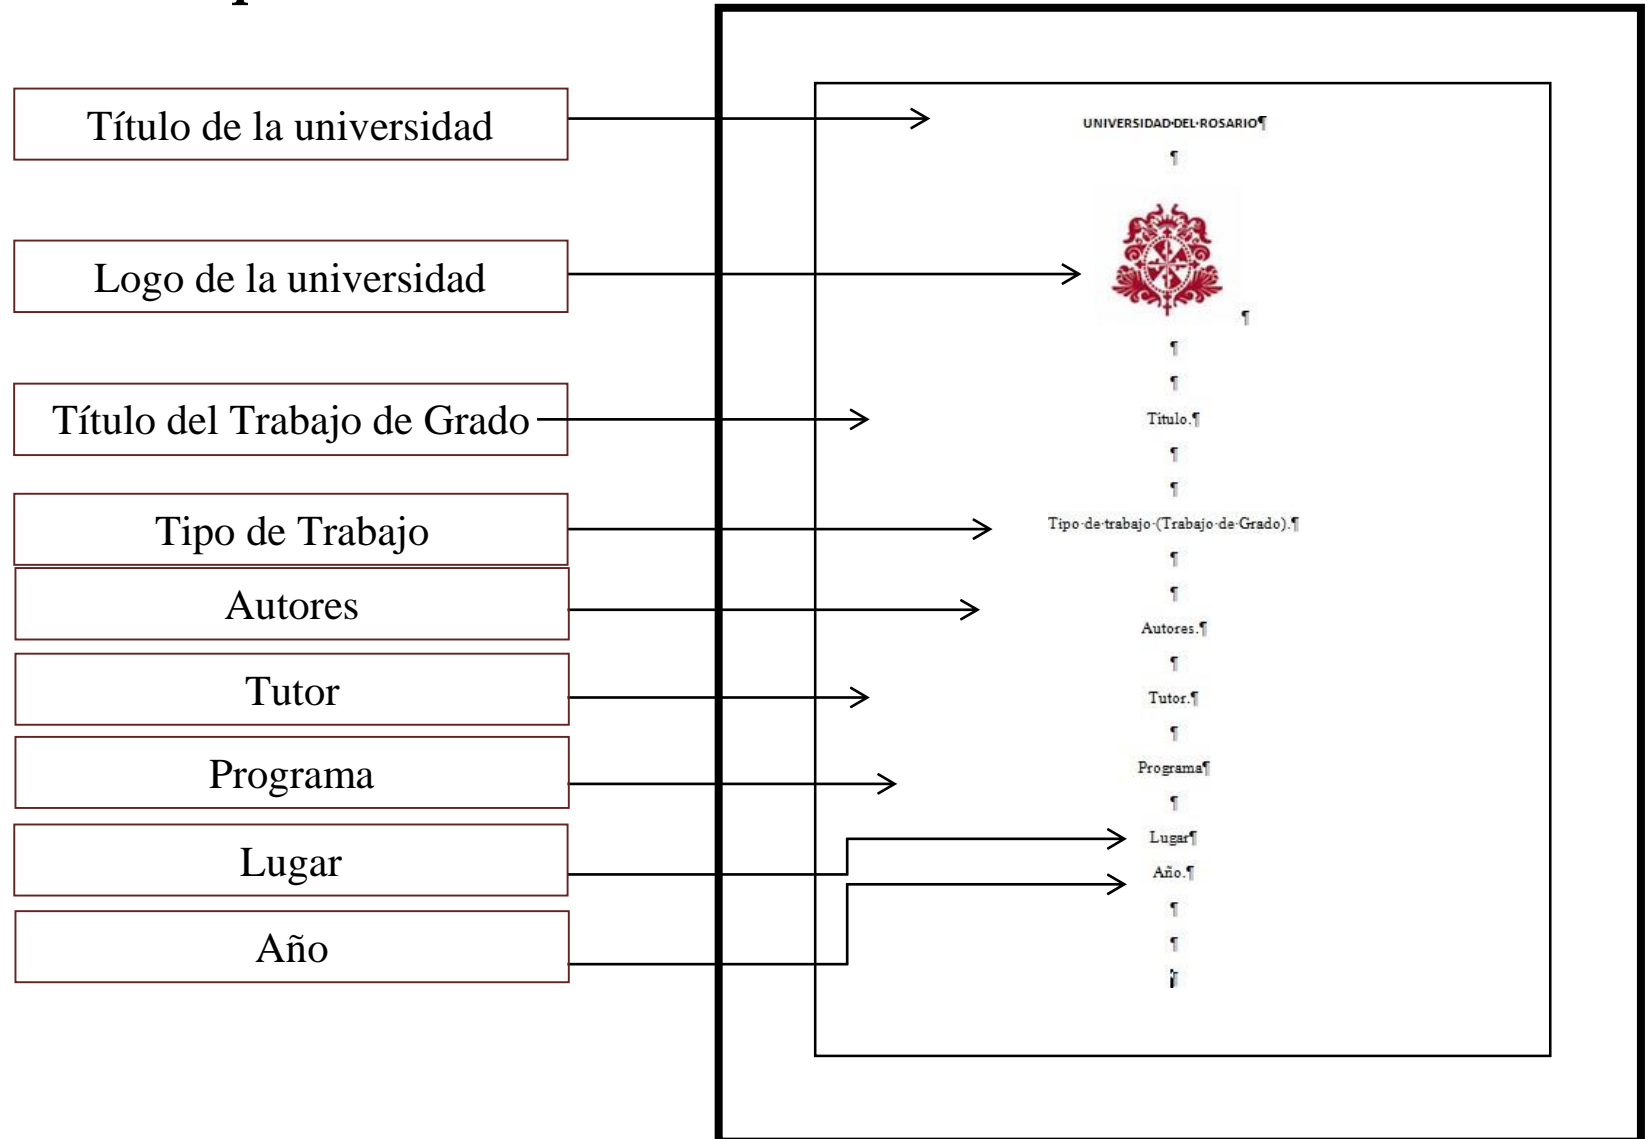 Título de la universidad
Logo de la universidad
Título del Trabajo de Grado
Tipo de Trabajo
Autores
Tutor
Programa
Lugar
Año
UNIVERSIDAD·DEL·ROSARIO¶
¶
¶
¶
¶
Título.¶
¶
¶
Tipo·de·trabajo·(Trabajo·de·Grado).¶
¶
¶
Autores.¶
¶
Tutor.¶
¶
Programa¶
¶
Lugar¶
Año.¶
¶
¶
¶